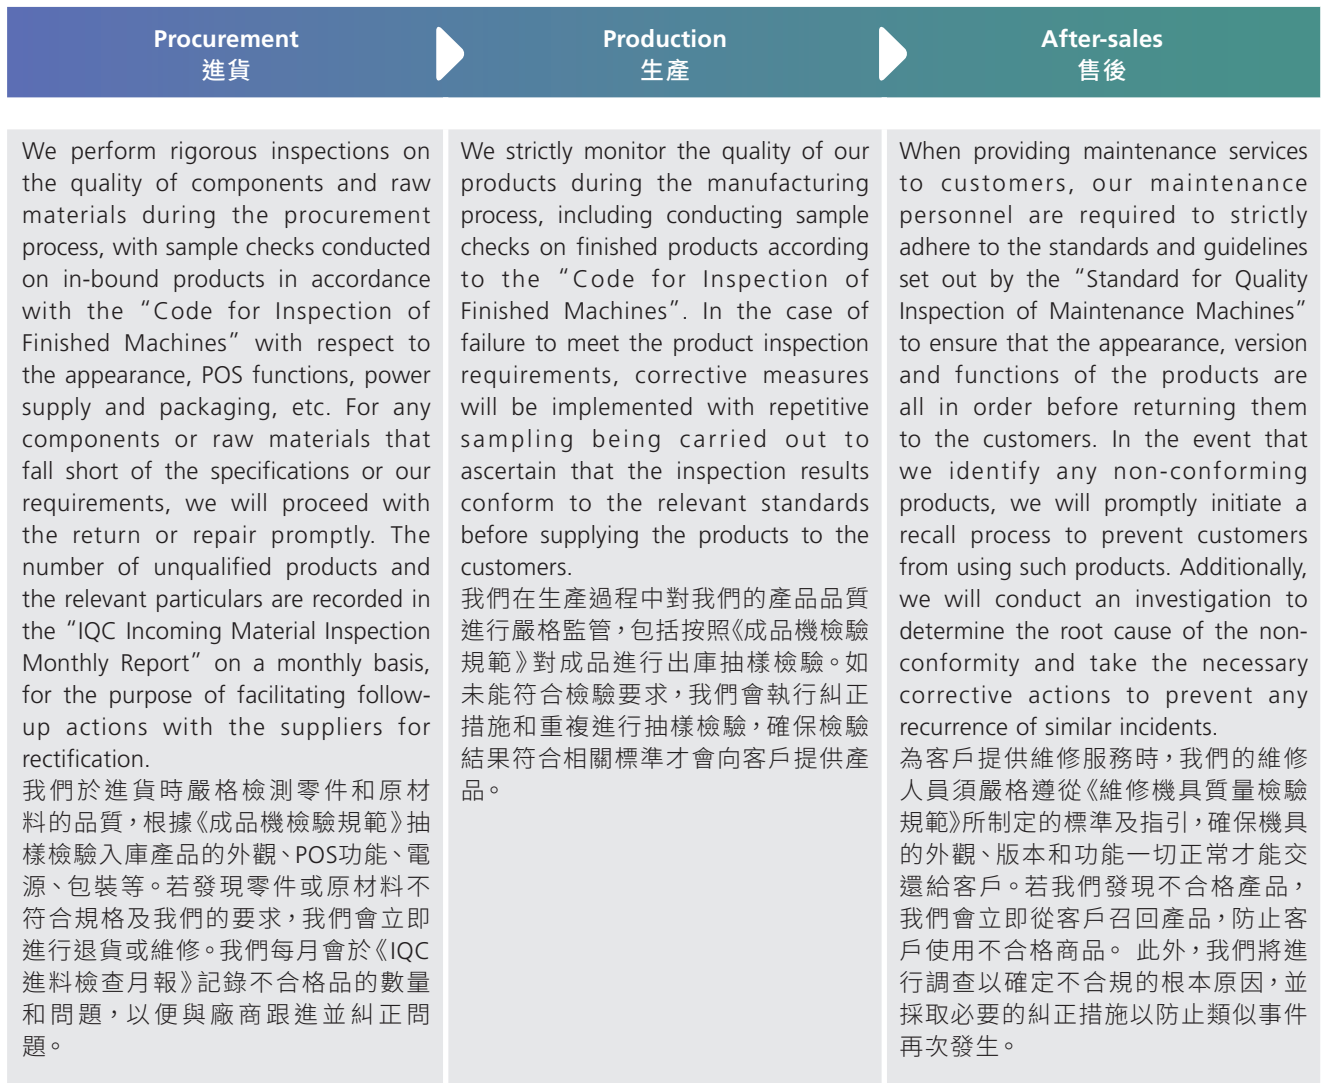 Procurement
進貨
Production
生產
After-sales
售後
We perform rigorous inspections on
the quality of components and raw
materials during the procurement
process, with sample checks conducted
on in-bound products in accordance
with the “Code for Inspection of
Finished Machines” with respect to
the appearance, POS functions, power
supply and packaging, etc. For any
components or raw materials that
fall short of the specifications or our
requirements, we will proceed with
the return or repair promptly. The
number of unqualified products and
the relevant particulars are recorded in
the “IQC Incoming Material Inspection
Monthly Report” on a monthly basis,
for the purpose of facilitating follow-
up actions with the suppliers for
rectification.
我們於進貨時嚴格檢測零件和原材
料的品質，根據《成品機檢驗規範》抽
樣檢驗入庫產品的外觀、POS功能、電
源、包裝等。若發現零件或原材料不
符合規格及我們的要求，我們會立即
進行退貨或維修。我們每月會於《IQC
進料檢查月報》記錄不合格品的數量
和問題，以便與廠商跟進並糾正問
題。
We strictly monitor the quality of our
products during the manufacturing
process, including conducting sample
checks on finished products according
to the “Code for Inspection of
Finished Machines”. In the case of
failure to meet the product inspection
requirements, corrective measures
will be implemented with repetitive
sampling being carried out to
ascertain that the inspection results
conform to the relevant standards
before supplying the products to the
customers.
我們在生產過程中對我們的產品品質
進行嚴格監管，包括按照《成品機檢驗
規範》對成品進行出庫抽樣檢驗。如
未能符合檢驗要求，我們會執行糾正
措施和重複進行抽樣檢驗，確保檢驗
結果符合相關標準才會向客戶提供產
品。
When providing maintenance services
to customers, our maintenance
personnel are required to strictly
adhere to the standards and guidelines
set out by the “Standard for Quality
Inspection of Maintenance Machines”
to ensure that the appearance, version
and functions of the products are
all in order before returning them
to the customers. In the event that
we identify any non-conforming
products, we will promptly initiate a
recall process to prevent customers
from using such products. Additionally,
we will conduct an investigation to
determine the root cause of the non-
conformity and take the necessary
corrective actions to prevent any
recurrence of similar incidents.
為客戶提供維修服務時，我們的維修
人員須嚴格遵從《維修機具質量檢驗
規範》所制定的標準及指引，確保機具
的外觀、版本和功能一切正常才能交
還給客戶。若我們發現不合格產品，
我們會立即從客戶召回產品，防止客
戶使用不合格商品。 此外，我們將進
行調查以確定不合規的根本原因，並
採取必要的糾正措施以防止類似事件
再次發生。